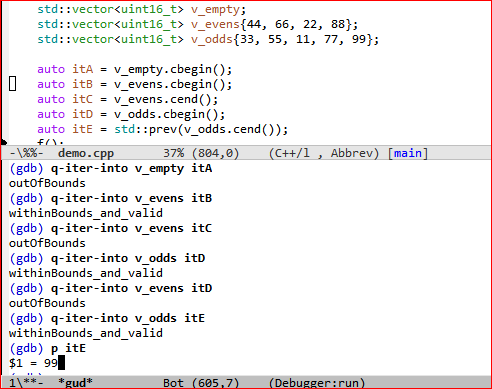 std::vector<uint16_t> v_empty;
std::vector<uint16_t> v_evens{44, 66, 22, 88};
std::vector<uint16_t> v_odds{33, 55, 11, 77, 99};
auto itA = v_empty.cbegin();
auto itB = v_evens.cbegin();
auto itC = v_evens.cend();
auto itD = v_odds.cbegin();
auto itE = std::prev(v_odds.cend());
f();
-\%%-  demo.cpp      37% (804,0)    (C++/l , Abbrev) [main]
(gdb) q-iter-into v_empty itA
outOfBounds
(gdb) q-iter-into v_evens itB
withinBounds_and_valid
(gdb) q-iter-into v_evens itC
outOfBounds
(gdb) q-iter-into v_odds itD
withinBounds_and_valid
(gdb) q-iter-into v_evens itD
outOfBounds
(gdb) q-iter-into v_odds itE
withinBounds_and_valid
(gdb) p itE
$1 = 99
1\**-  *gud*         Bot (605,7)    (Debugger:run)